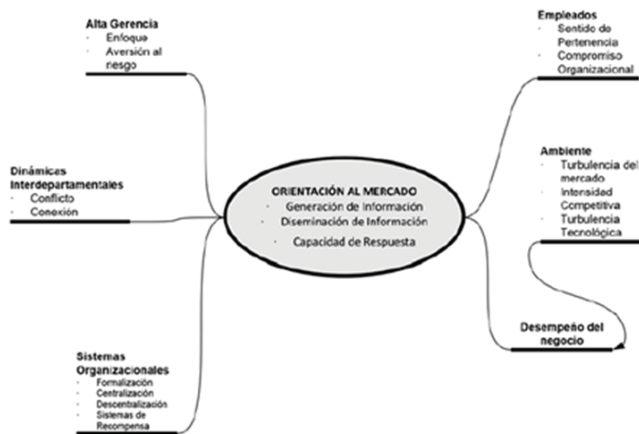 Alta Gerencia
· Enfoque
· Aversión al
riesgo
Dinámicas
Interdepartamentales
· Conflicto
· Conexión
Sistemas
Organizacionales
· Formalización
· Centralización
· Descentralización
· Sistemas de
Recompensa
ORIENTACIÓN AL MERCADO
· Generación de Información
· Diseminación de Información
· Capacidad de Respuesta
Empleados
· Sentido de
Pertenencia
· Compromiso
Organizacional
Ambiente
· Turbulencia del
mercado
· Intensidad
Competitiva
· Turbulencia
Tecnológica
Desempeño del
negocio